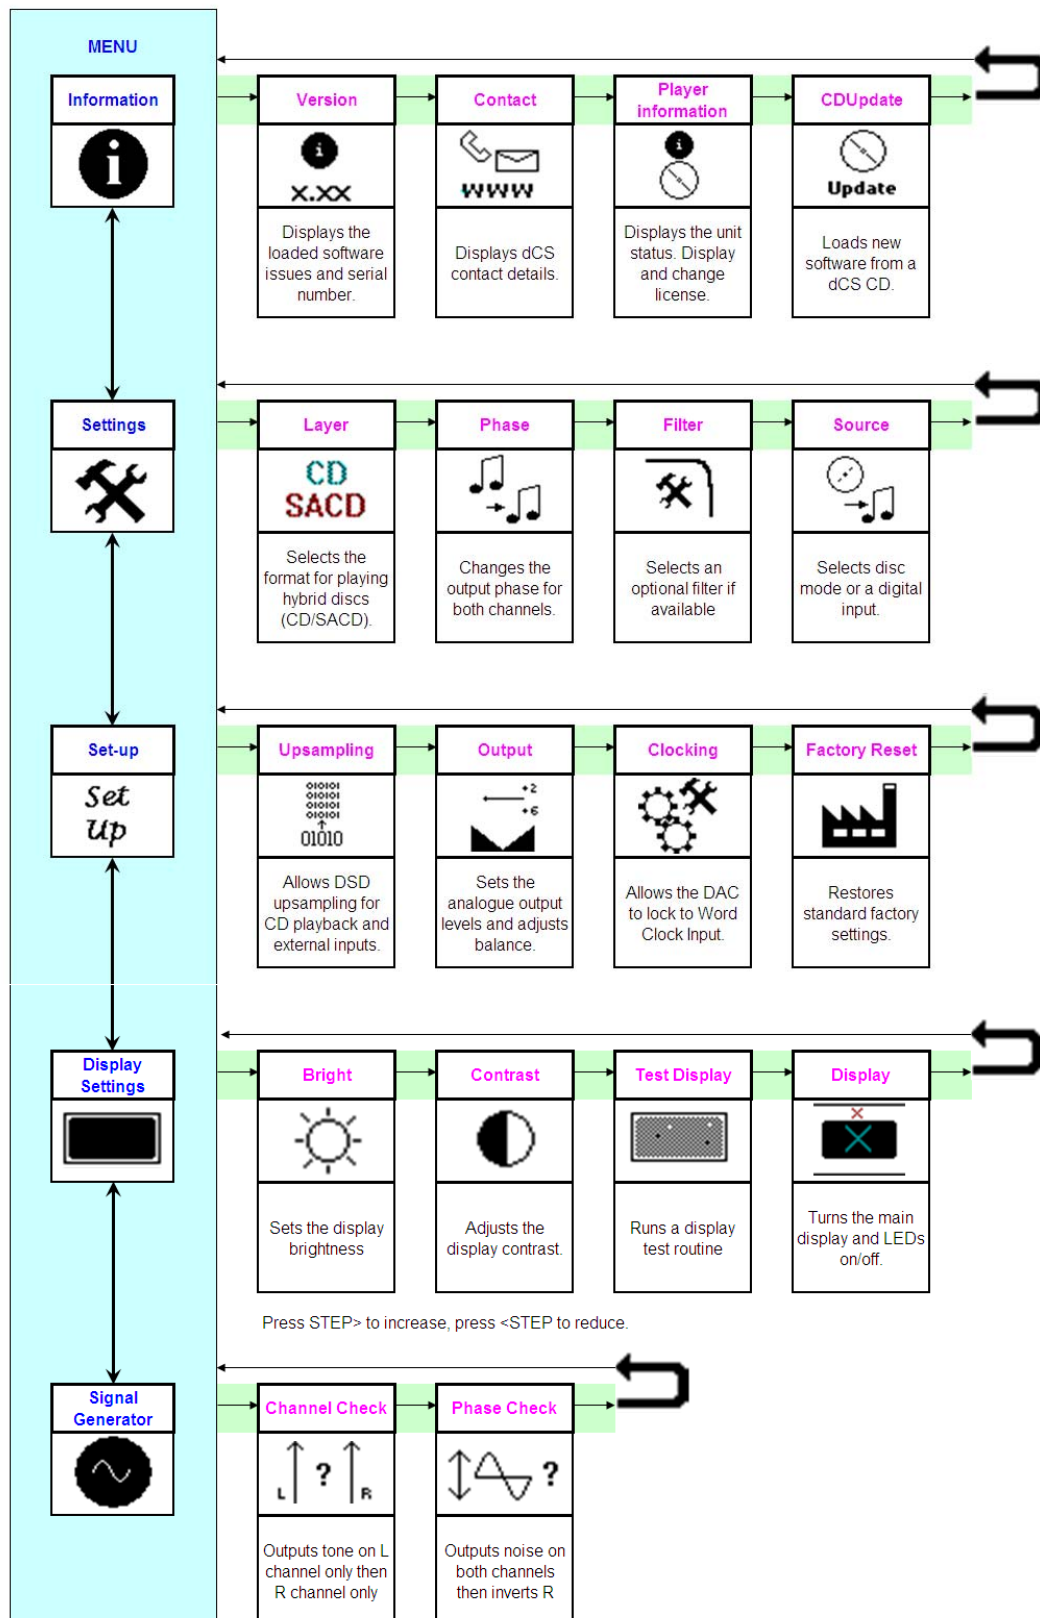 MENU
Information
Version
Contact
Player
information
CDUpdate
i
i
x.xx
www
i
Update
Displays the
loaded software
issues and serial
number.
Displays dCS
contact details.
Displays the unit
status. Display
and change
license.
Loads new
software from a
dCS CD.
Settings
Layer
Phase
Filter
Source
CD
SACD
Selects the
format for playing
hybrid discs
(CD/SACD).
Changes the
output phase for
both channels.
Selects an
optional filter if
available
Selects disc
mode or a digital
input.
Set-up
Upsampling
Output
Clocking
Factory Reset
Set
Up
01010
01010
01010
01010
01010
+2
+6
Allows DSD
upsampling for
CD playback and
external inputs.
Sets the
analogue output
levels and adjusts
balance.
Allows the DAC
to lock to Word
Clock Input.
Restores
standard factory
settings.
Display
Settings
Bright
Contrast
Test Display
Display
Sets the display
brightness
Adjusts the
display contrast.
Runs a display
test routine
Turns the main
display and LEDs
on/off.
Press STEP> to increase, press <STEP to reduce.
Signal
Generator
Channel Check
Phase Check
L ? R
?
Outputs tone on L
channel only then
R channel only
Outputs noise on
both channels
then inverts R